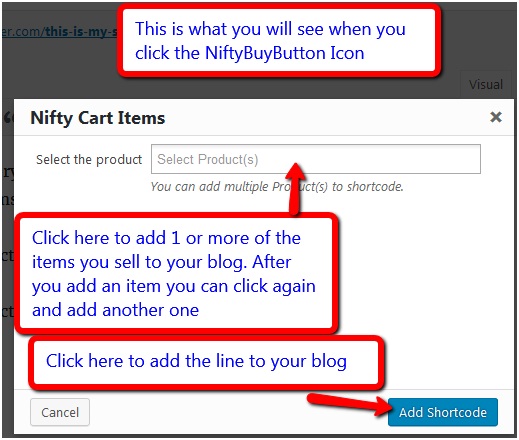 This is what you will see when you
click the NiftyBuyButton Icon
er.com/this-is-my-s
Visual
Nifty Cart Items
Select the product
Select Product(s)
You can add multiple Product(s) to shortcode.
Click here to add 1 or more of the
items you sell to your blog. After
you add an item you can click again
and add another one
Click here to add the line to your blog
Cancel
Add Shortcode